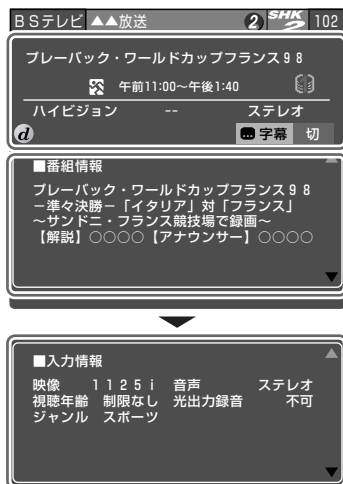 BSテレビ ▲▲放送 ② SHK 2 102
プレーバック・ワールドカップフランス98
午前11:00〜午後1:40
ハイビジョン -- ステレオ
d 字幕 切
■番組情報
プレーバック・ワールドカップフランス98
−準々決勝−「イタリア」対「フランス」
〜サンドニ・フランス競技場で録画〜
【解説】○○○○【アナウンサー】○○○○
■入力情報
映像 1125i 音声 ステレオ
視聴年齢 制限なし 光出力録音 不可
ジャンル スポーツ